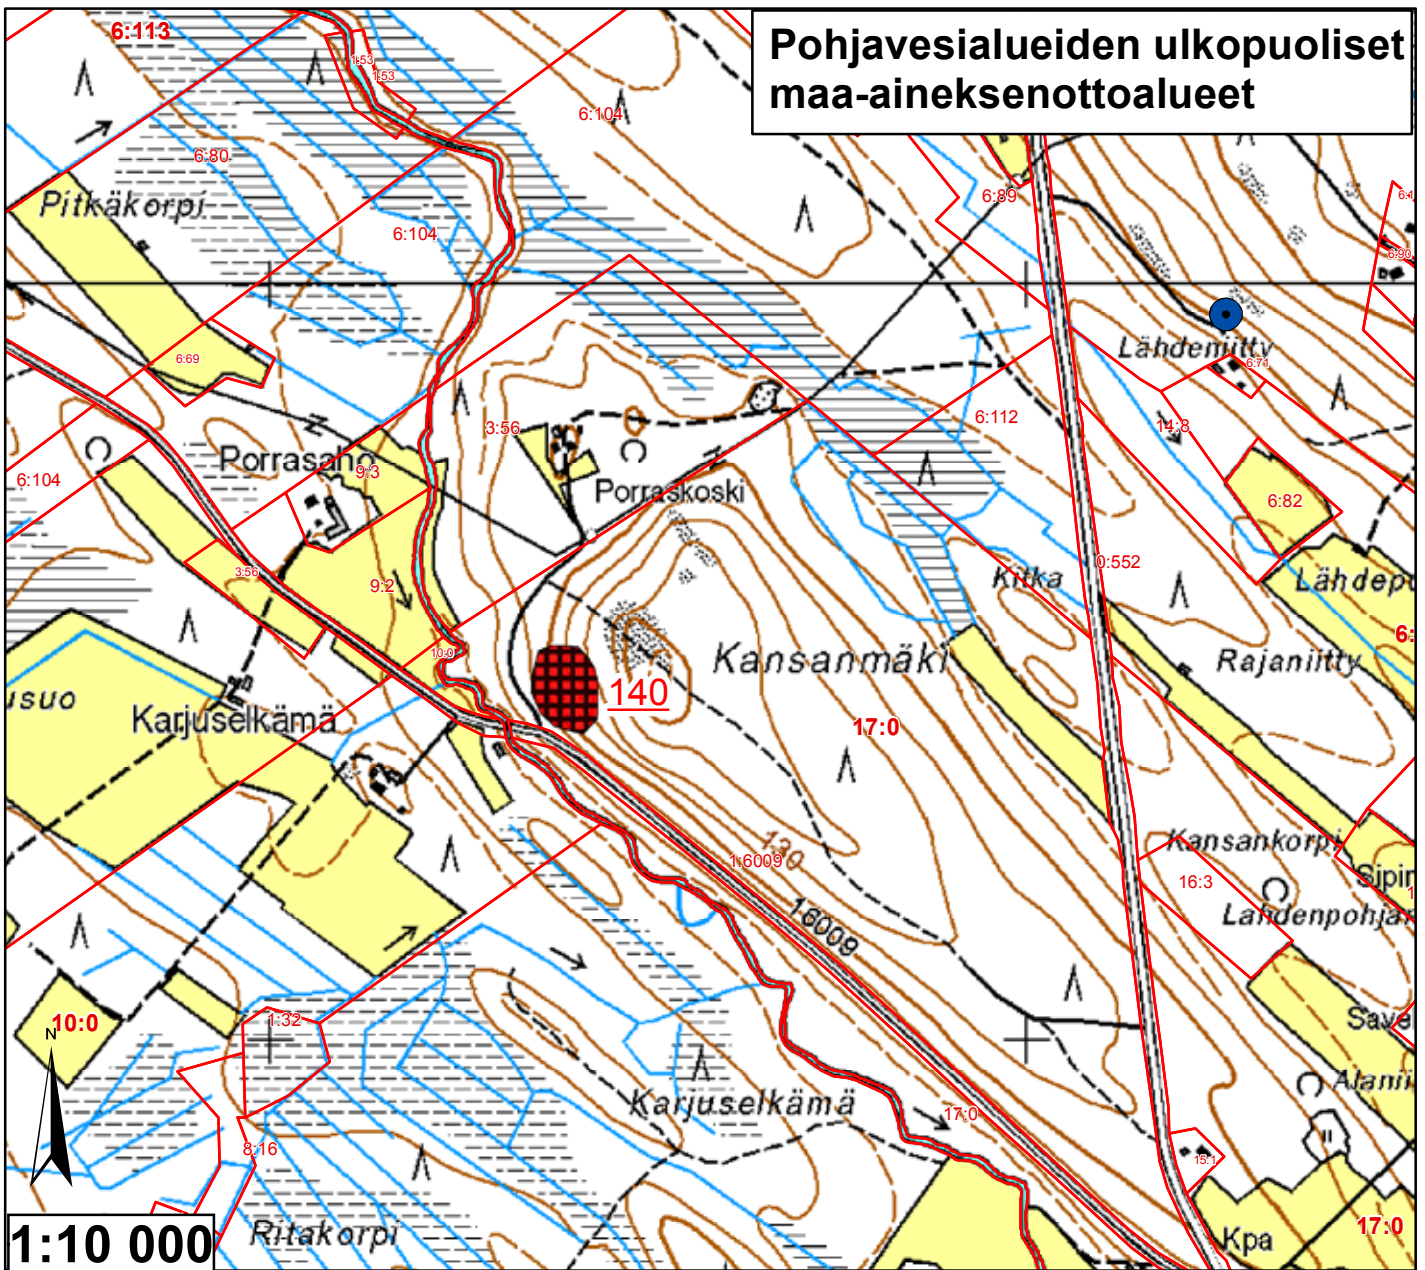 Pohjavesialueiden ulkopuoliset
maa-aineksenottoalueet
6:113
1:53
1:53
6:104
6:80
6:89
Pitkäkorpi
6:104
6:90
Lähdeniitty
6:69
6:71
3:56
6:112
14:8
Porrasaho
9:3
6:104
Porraskoski
6:82
0:552
Kitka
3:56
9:2
10:0
Kansanmäki
Rajaniitty
140
Karjuselkämä
17:0
130
1:6009
Kansankorpi
16:3
16009
10:0
1:32
Karjuselkämä
17:0
8:16
15:1
Ritakorpi
Kpa
17:0
N
1:10 000